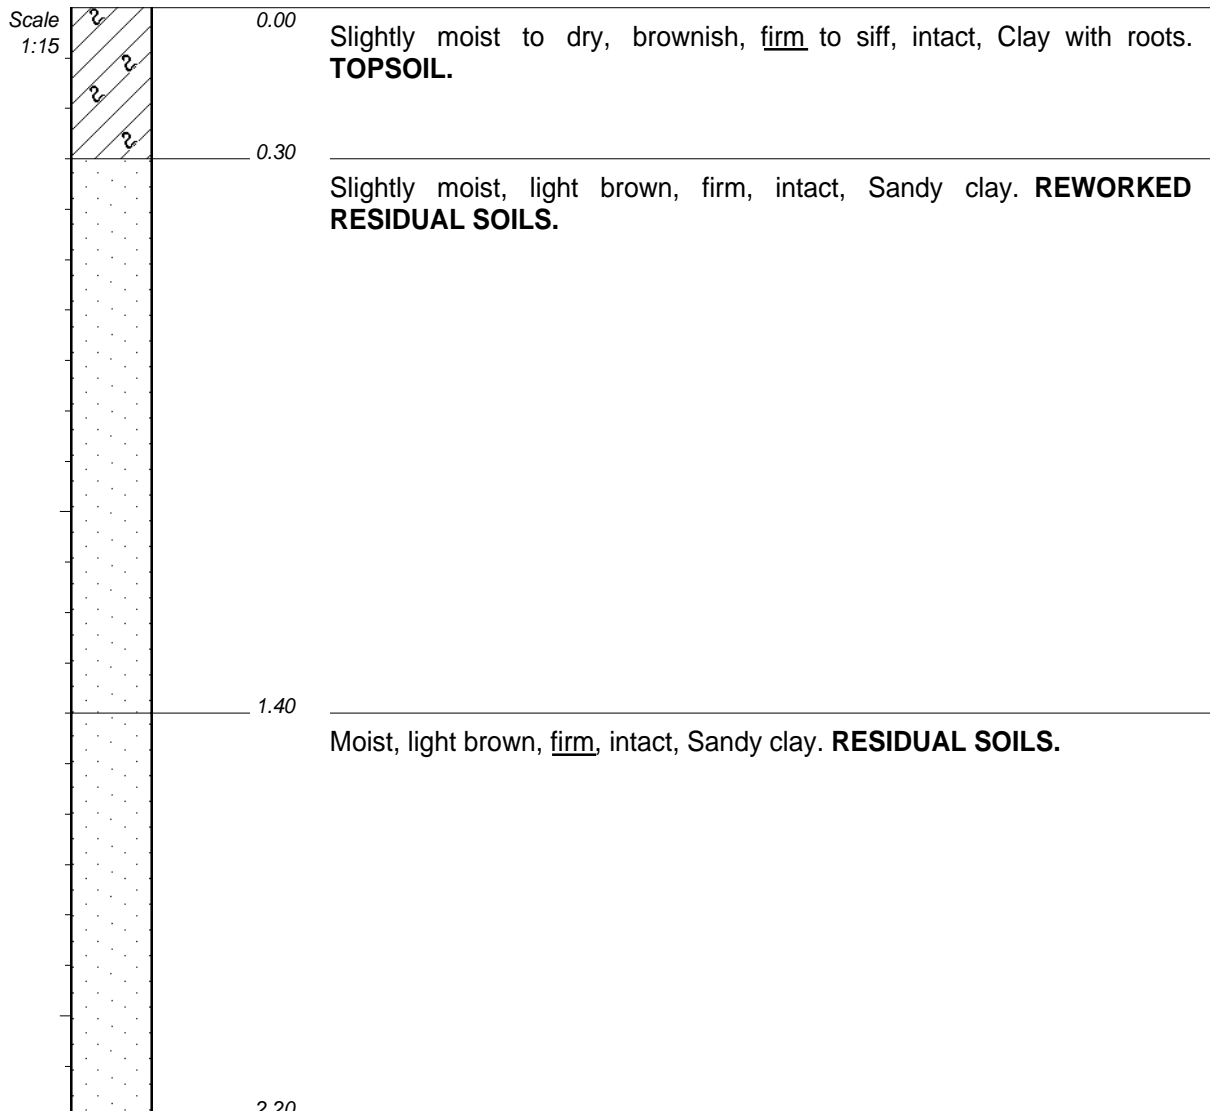 Scale
1:15
0.00
Slightly moist to dry, brownish, firm to siff, intact, Clay with roots.
TOPSOIL.
0.30
Slightly moist, light brown, firm, intact, Sandy clay. REWORKED
RESIDUAL SOILS.
1.40
Moist, light brown, firm, intact, Sandy clay. RESIDUAL SOILS.
2.20